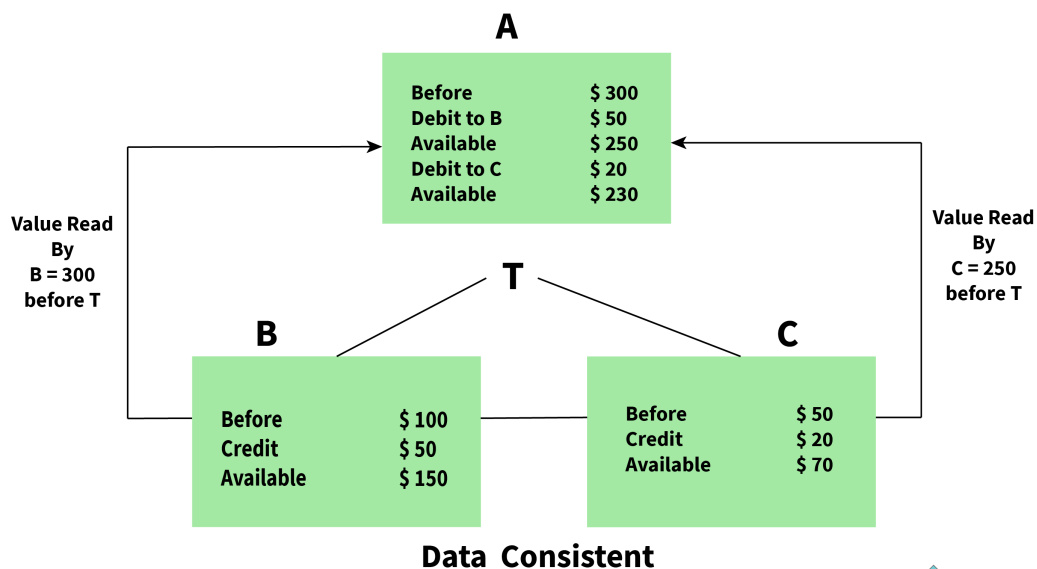 A
Before $ 300
Debit to B $ 50
Available $ 250
Debit to C $ 20
Available $ 230
Value Read
By
B = 300
before T
Value Read
By
C = 250
before T
T
B
Before $ 100
Credit $ 50
Available $ 150
C
Before $ 50
Credit $ 20
Available $ 70
Data Consistent